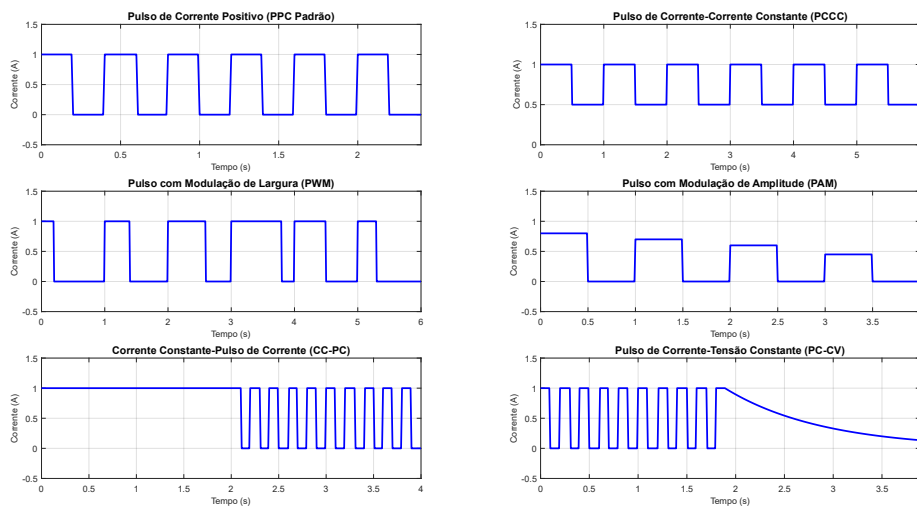 Pulso de Corrente Positivo (PPC Padrão)
1.5
1
0.5
0
-0.5
Corrente (A)
0 0.5 1 1.5 2
Tempo (s)
Pulso de Corrente-Corrente Constante (PCCC)
1.5
1
0.5
0
Corrente (A)
0 1 2 3 4 5
Tempo (s)
Pulso com Modulação de Largura (PWM)
1.5
1
0.5
0
-0.5
Corrente (A)
0 1 2 3 4 5 6
Tempo (s)
Pulso com Modulação de Amplitude (PAM)
1.5
1
0.5
0
-0.5
Corrente (A)
0 0.5 1 1.5 2 2.5 3 3.5
Tempo (s)
Corrente Constante-Pulso de Corrente (CC-PC)
1.5
1
0.5
0
-0.5
Corrente (A)
0 0.5 1 1.5 2 2.5 3 3.5 4
Tempo (s)
Pulso de Corrente-Tensão Constante (PC-CV)
1.5
1
0.5
0
-0.5
Corrente (A)
0 0.5 1 1.5 2 2.5 3 3.5
Tempo (s)